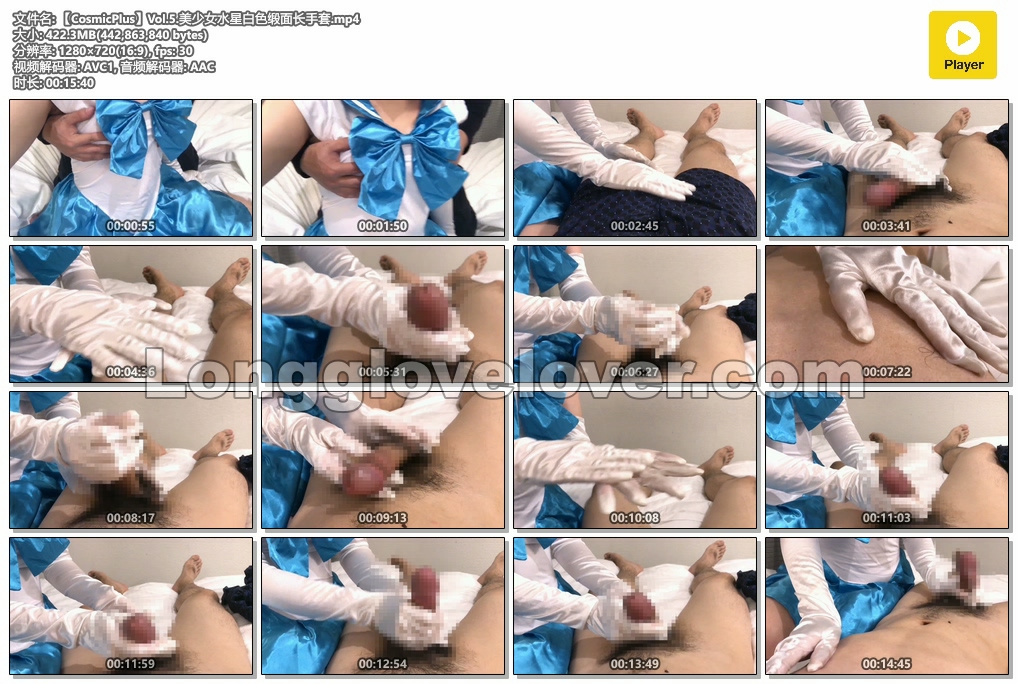 文件名: 【CosmicPlus】Vol.5.美少女水星白色缎面长手套.mp4
大小: 422.3MB(442,863,840 bytes)
分辨率: 1280×720(16:9), fps: 30
视频解码器: AVC1, 音频解码器: AAC
时长: 00:15:40
Player
00:00:55
00:01:50
00:02:45
00:03:41
00:04:36
00:05:31
00:06:27
00:07:22
Longglovelover.com
00:08:17
00:09:13
00:10:08
00:11:03
00:11:59
00:12:54
00:13:49
00:14:45